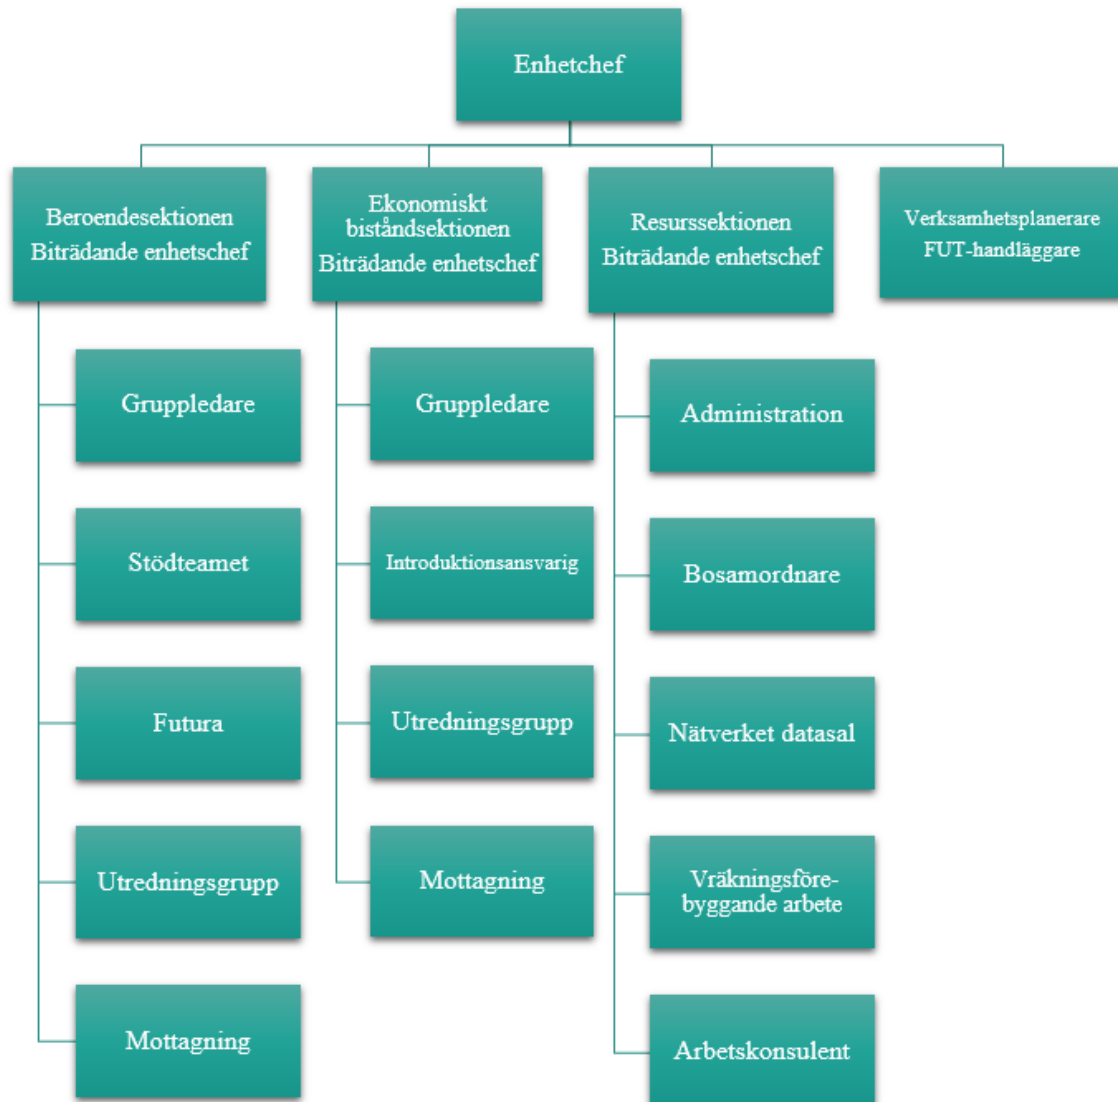 Enhetchef
Beroendesektionen
Biträdande enhetschef
Ekonomiskt
biståndsektionen
Biträdande enhetschef
Resurssektionen
Biträdande enhetschef
Verksamhetsplanerare
FUT-handläggare
Gruppledare
Stödteamet
Futura
Utredningsgrupp
Mottagning
Gruppledare
Introduktionsansvarig
Utredningsgrupp
Mottagning
Administration
Bosamordnare
Nätverket datasal
Vräkningsföre-
byggande arbete
Arbetskonsulent